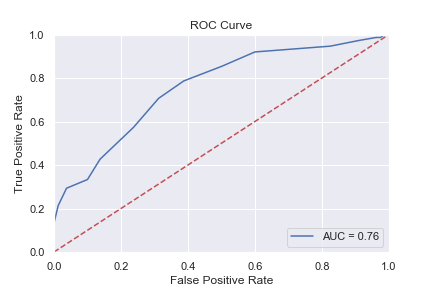 ROC Curve
True Positive Rate
1.0
0.8
0.6
0.4
0.2
0.0
AUC = 0.76
0.0 0.2 0.4 0.6 0.8 1.0
False Positive Rate